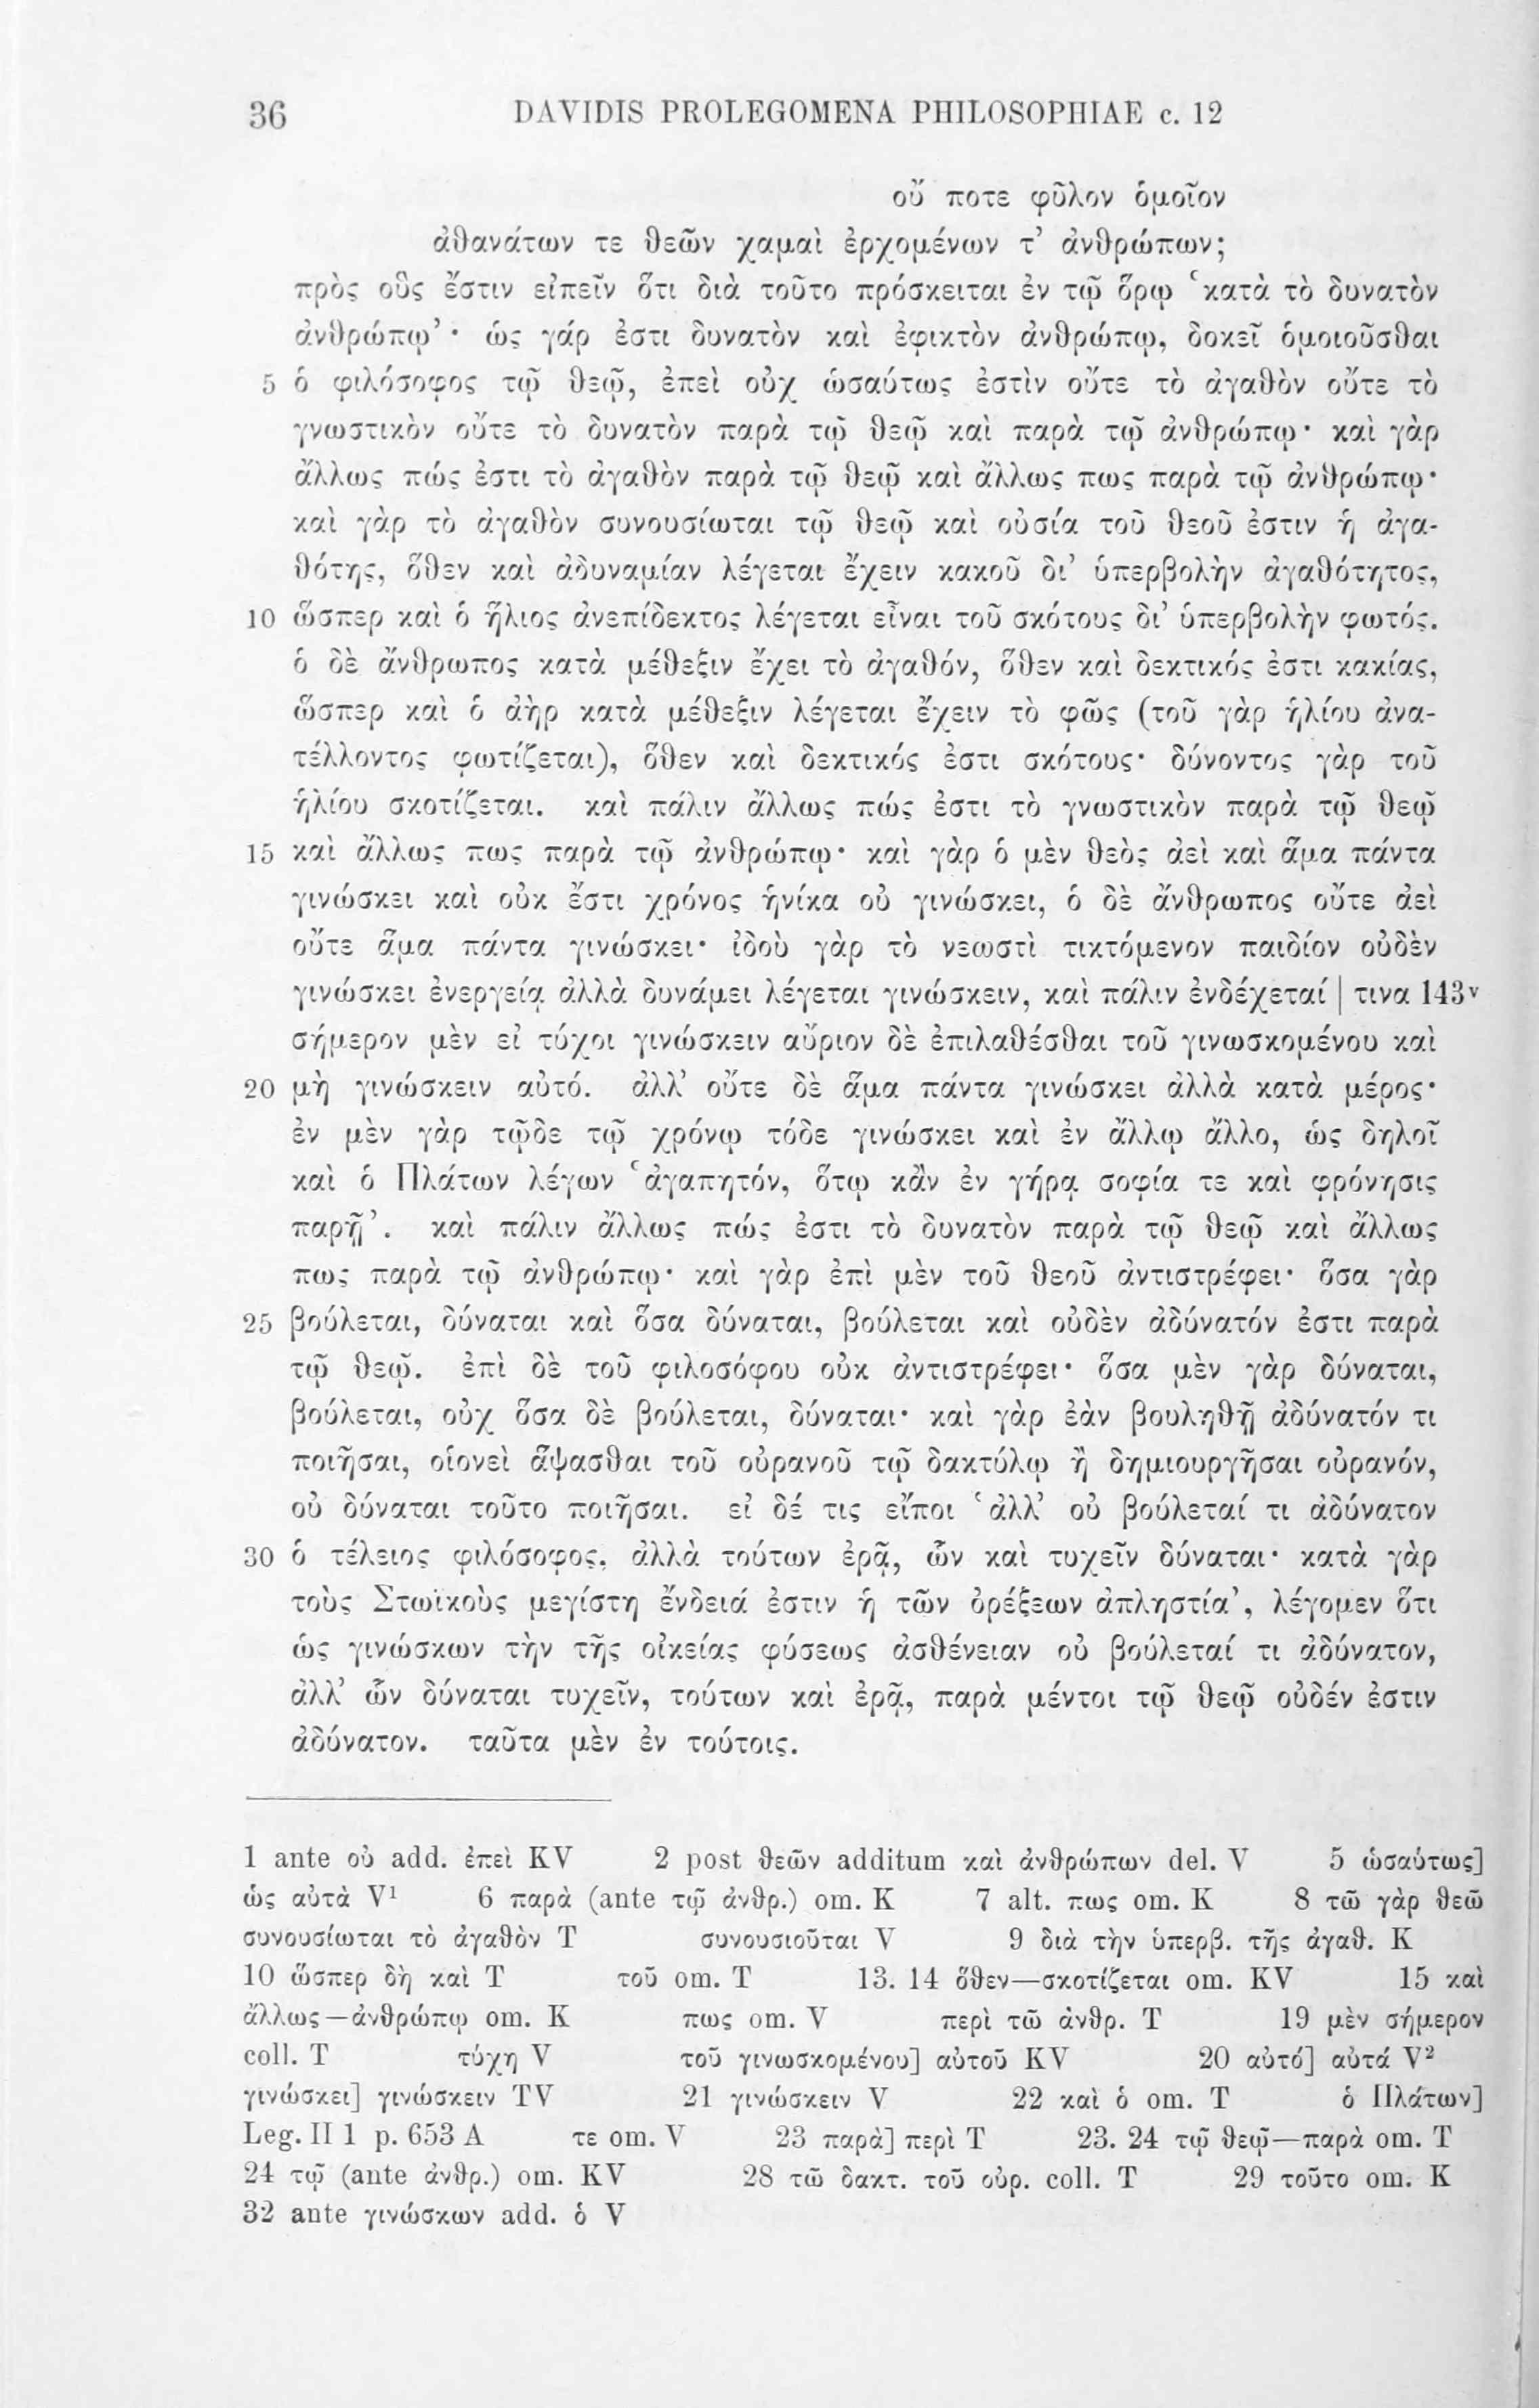 36 DAVIDIS PROLEGOMENA PHILOSOPHIAE c. 12
οὔ ποτε φῦλον ὁμοῖον
ἀθανάτων τε θεῶν χαμαὶ ἐρχομένων τ’ ἀνθρώπων;
πρὸς οὓς ἔστιν εἰπεῖν ὅτι διὰ τοῦτο πρόσκειται ἐν τῷ ὅρῳ ‘κατὰ τὸ δυνατὸν
ἀνθρώπῳ’· ὡς γάρ ἐστι δυνατὸν καὶ ἐφικτὸν ἀνθρώπῳ, δοκεῖ ὁμοιοῦσθαι
5 ὁ φιλόσοφος τῷ θεῷ, ἐπεὶ οὐχ ὡσαύτως ἐστὶν οὔτε τὸ ἀγαθὸν οὔτε τὸ
γνωστικὸν οὔτε τὸ δυνατὸν παρὰ τῷ θεῷ καὶ παρὰ τῷ ἀνθρώπῳ· καὶ γὰρ
ἄλλως πώς ἐστι τὸ ἀγαθὸν παρὰ τῷ θεῷ καὶ ἄλλως πως παρὰ τῷ ἀνθρώπῳ·
καὶ γὰρ τὸ ἀγαθὸν συνουσίωται τῷ θεῷ καὶ οὐσία τοῦ θεοῦ ἐστιν ἡ ἀγα-
θότης, ὅθεν καὶ ἀδυναμίαν λέγεται ἔχειν κακοῦ δι’ ὑπερβολὴν ἀγαθότητος,
10 ὥσπερ καὶ ὁ ἥλιος ἀνεπίδεκτος λέγεται εἶναι τοῦ σκότους δι’ ὑπερβολὴν φωτός.
ὁ δὲ ἄνθρωπος κατὰ μέθεξιν ἔχει τὸ ἀγαθόν, ὅθεν καὶ δεκτικός ἐστι κακίας,
ὥσπερ καὶ ὁ ἀὴρ κατὰ μέθεξιν λέγεται ἔχειν τὸ φῶς (τοῦ γὰρ ἡλίου ἀνα-
τέλλοντος φωτίζεται), ὅθεν καὶ δεκτικός ἐστι σκότους· δύνοντος γὰρ τοῦ
ἡλίου σκοτίζεται. καὶ πάλιν ἄλλως πώς ἐστι τὸ γνωστικὸν παρὰ τῷ θεῷ
15 καὶ ἄλλως πως παρὰ τῷ ἀνθρώπῳ· καὶ γὰρ ὁ μὲν θεὸς ἀεὶ καὶ ἅμα πάντα
γινώσκει καὶ οὐκ ἔστι χρόνος ἡνίκα οὐ γινώσκει, ὁ δὲ ἄνθρωπος οὔτε ἀεὶ
οὔτε ἅμα πάντα γινώσκει· ἰδοὺ γὰρ τὸ νεωστὶ τικτόμενον παιδίον οὐδὲν
γινώσκει ἐνεργείᾳ ἀλλὰ δυνάμει λέγεται γινώσκειν, καὶ πάλιν ἐνδέχεταί | τινα 143ᵛ
σήμερον μὲν εἰ τύχοι γινώσκειν αὔριον δὲ ἐπιλαθέσθαι τοῦ γινωσκομένου καὶ
20 μὴ γινώσκειν αὐτό. ἀλλ’ οὔτε δὲ ἅμα πάντα γινώσκει ἀλλὰ κατὰ μέρος·
ἐν μὲν γὰρ τῷδε τῷ χρόνῳ τόδε γινώσκει καὶ ἐν ἄλλῳ ἄλλο, ὡς δηλοῖ
καὶ ὁ Πλάτων λέγων ‘ἀγαπητόν, ὅτῳ κἂν ἐν γήρᾳ σοφία τε καὶ φρόνησις
παρῇ’. καὶ πάλιν ἄλλως πώς ἐστι τὸ δυνατὸν παρὰ τῷ θεῷ καὶ ἄλλως
πως παρὰ τῷ ἀνθρώπῳ· καὶ γὰρ ἐπὶ μὲν τοῦ θεοῦ ἀντιστρέφει· ὅσα γὰρ
25 βούλεται, δύναται καὶ ὅσα δύναται, βούλεται καὶ οὐδὲν ἀδύνατόν ἐστι παρὰ
τῷ θεῷ. ἐπὶ δὲ τοῦ φιλοσόφου οὐκ ἀντιστρέφει· ὅσα μὲν γὰρ δύναται,
βούλεται, οὐχ ὅσα δὲ βούλεται, δύναται· καὶ γὰρ ἐὰν βουληθῇ ἀδύνατόν τι
ποιῆσαι, οἱονεὶ ἅψασθαι τοῦ οὐρανοῦ τῷ δακτύλῳ ἢ δημιουργῆσαι οὐρανόν,
οὐ δύναται τοῦτο ποιῆσαι. εἰ δέ τις εἴποι ‘ἀλλ’ οὐ βούλεταί τι ἀδύνατον
30 ὁ τέλειος φιλόσοφος, ἀλλὰ τούτων ἐρᾷ, ὧν καὶ τυχεῖν δύναται· κατὰ γὰρ
τοὺς Στωϊκοὺς μεγίστη ἔνδειά ἐστιν ἡ τῶν ὀρέξεων ἀπληστία’, λέγομεν ὅτι
ὡς γινώσκων τὴν τῆς οἰκείας φύσεως ἀσθένειαν οὐ βούλεταί τι ἀδύνατον,
ἀλλ’ ὧν δύναται τυχεῖν, τούτων καὶ ἐρᾷ, παρὰ μέντοι τῷ θεῷ οὐδέν ἐστιν
ἀδύνατον. ταῦτα μὲν ἐν τούτοις.
1 ante οὐ add. ἐπεὶ KV 2 post θεῶν additum καὶ ἀνθρώπων del. V 5 ὡσαύτως]
ὡς αὐτὰ V¹ 6 παρὰ (ante τῷ ἀνθρ.) om. K 7 alt. πως om. K 8 τῶ γὰρ θεῶ
συνουσίωται τὸ ἀγαθὸν T συνουσιοῦται V 9 διὰ τὴν ὑπερβ. τῆς ἀγαθ. K
10 ὥσπερ δὴ καὶ T τοῦ om. T 13. 14 ὅθεν—σκοτίζεται om. KV 15 καὶ
ἄλλως—ἀνθρώπῳ om. K πως om. V περὶ τῶ ἀνθρ. T 19 μὲν σήμερον
coll. T τύχη V τοῦ γινωσκομένου] αὐτοῦ KV 20 αὐτό] αὐτά V²
γινώσκει] γινώσκειν TV 21 γινώσκειν V 22 καὶ ὁ om. T ὁ Πλάτων]
Leg. II 1 p. 653 A τε om. V 23 παρὰ] περὶ T 23. 24 τῷ θεῷ—παρὰ om. T
24 τῷ (ante ἀνθρ.) om. KV 28 τῶ δακτ. τοῦ οὐρ. coll. T 29 τοῦτο om. K
32 ante γινώσκων add. ὁ V